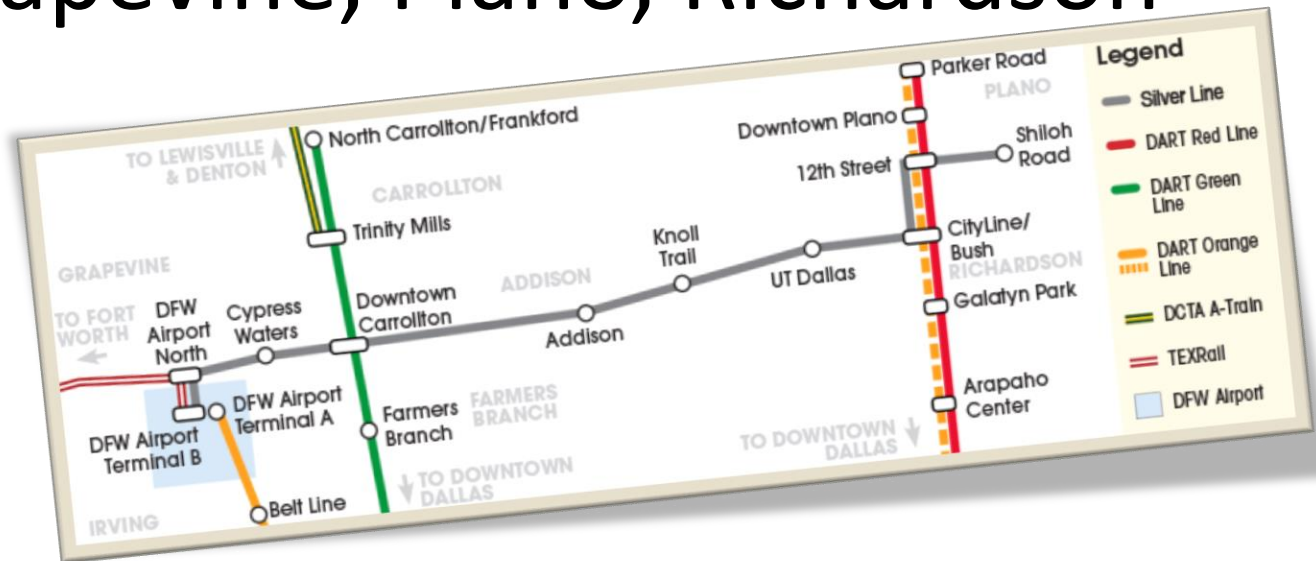 Plano, Richardson
Parker Road
PLANO
Downtown Plano
12th Street
Shiloh
Road
CityLine/
Bush
RICHARDSON
Galatyn Park
Arapaho
Center
TO DOWNTOWN
DALLAS
North Carrollton/Frankford
TO LEWISVILLE
& DENTON
CARROLLTON
Trinity Mills
GRAPEVINE
TO FORT
WORTH
DFW
Airport
North
Cypress
Waters
Downtown
Carrollton
ADDISON
Addison
Knoll
Trail
UT Dallas
DFW Airport
Terminal A
DFW Airport
Terminal B
Farmers
Branch
FARMERS
BRANCH
TO DOWNTOWN
DALLAS
Belt Line
IRVING
Legend
Silver Line
DART Red Line
DART Green
Line
DART Orange
Line
DCTA A-Train
TEXRail
DFW Airport